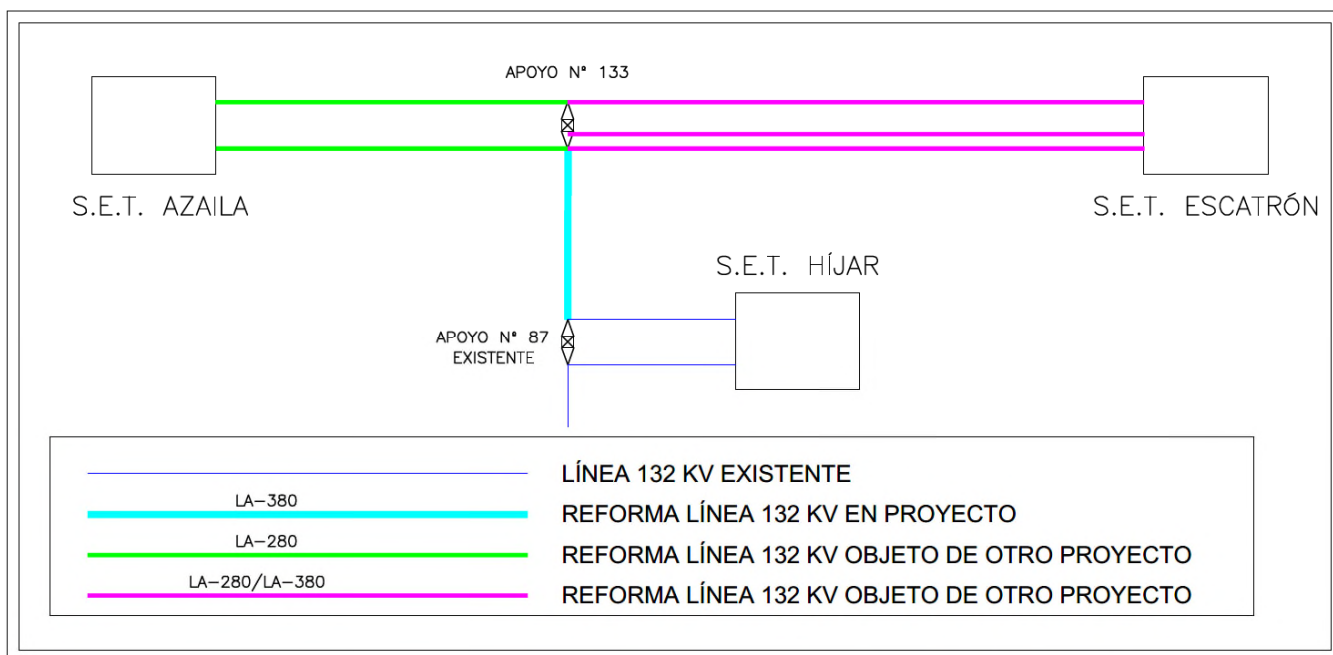 APOYO Nº 133
S.E.T. AZAILA
S.E.T. ESCATRÓN
S.E.T. HÍJAR
APOYO Nº 87
EXISTENTE
LÍNEA 132 KV EXISTENTE
LA-380
REFORMA LÍNEA 132 KV EN PROYECTO
LA-280
REFORMA LÍNEA 132 KV OBJETO DE OTRO PROYECTO
LA-280/LA-380
REFORMA LÍNEA 132 KV OBJETO DE OTRO PROYECTO